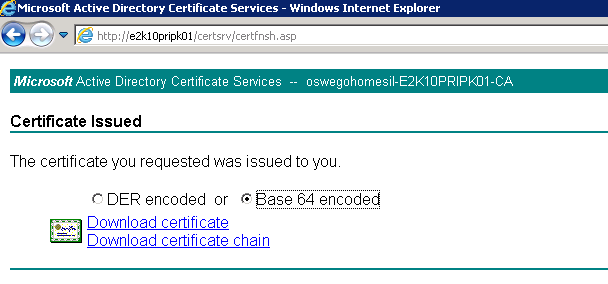 Microsoft Active Directory Certificate Services - Windows Internet Explorer
http://e2k10pripk01/certsrv/certfnsh.asp
Microsoft Active Directory Certificate Services -- oswegohomesil-E2K10PRIPK01-CA
Certificate Issued
The certificate you requested was issued to you.
DER encoded or Base 64 encoded
Download certificate
Download certificate chain